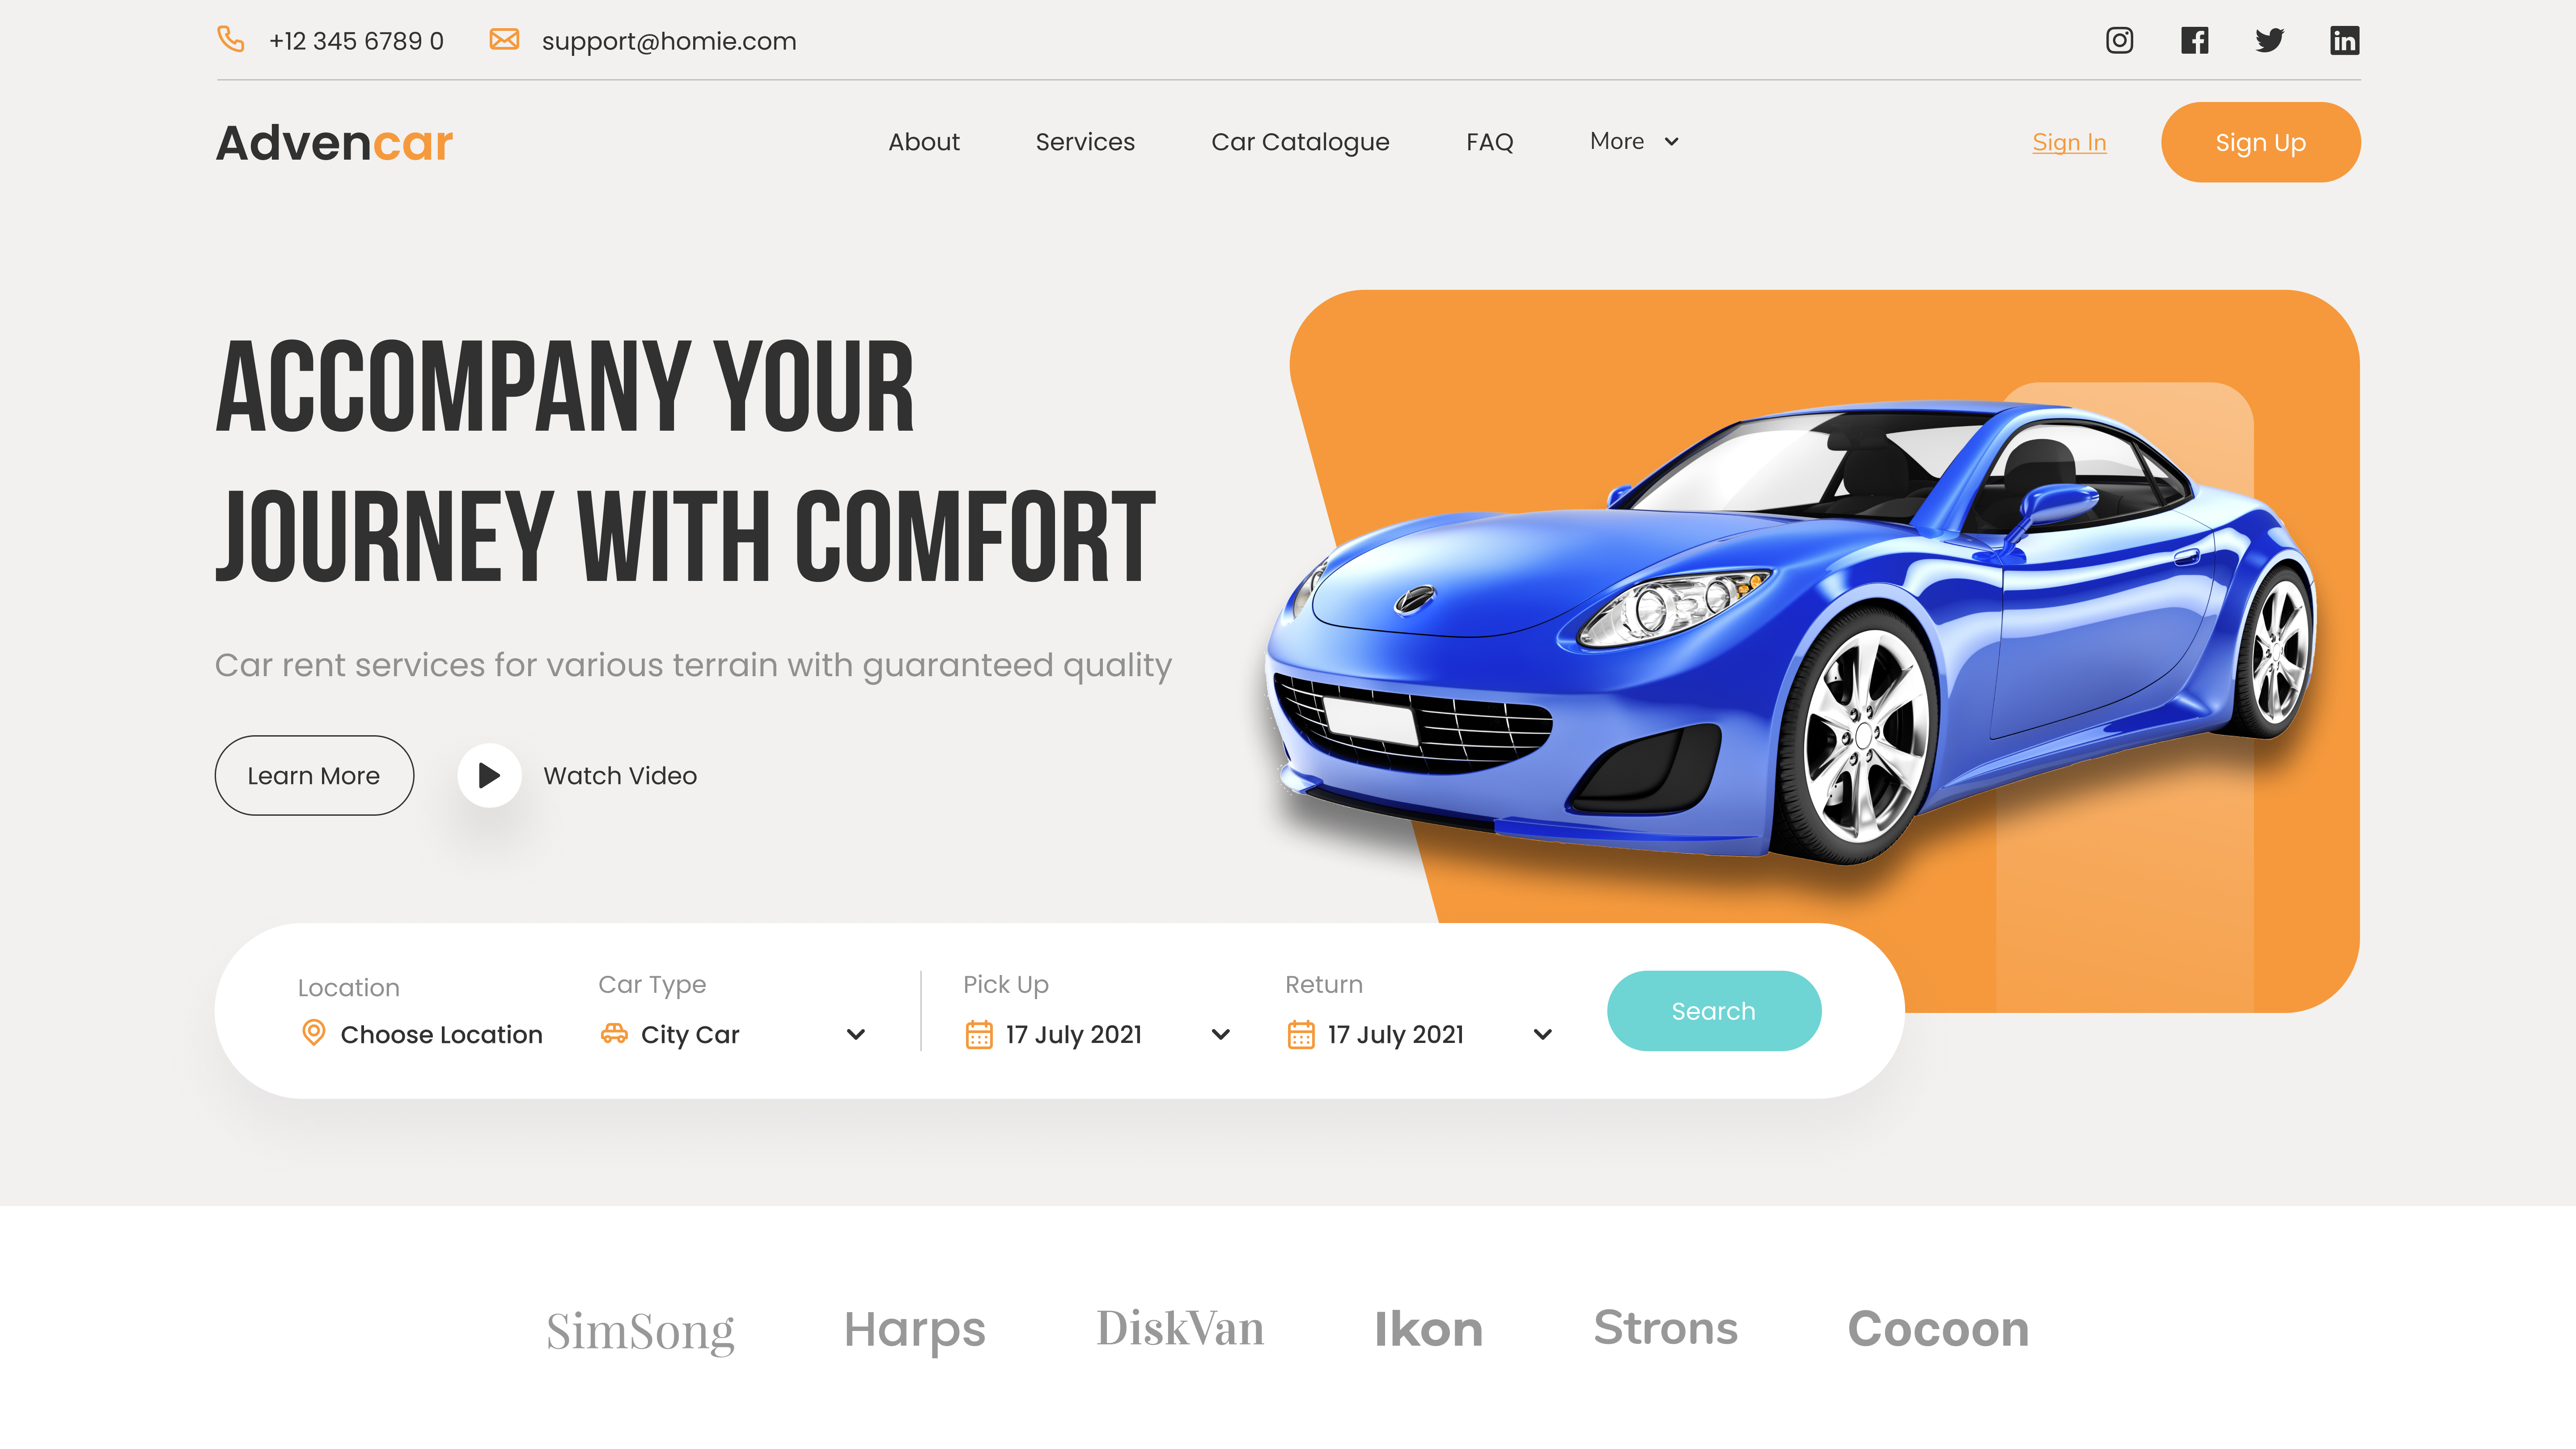 +12 345 6789 0 support@homie.com
Advencar About Services Car Catalogue FAQ More Sign In Sign Up
ACCOMPANY YOUR
JOURNEY WITH COMFORT
Car rent services for various terrain with guaranteed quality
Learn More Watch Video
Location Car Type Pick Up Return
Choose Location City Car 17 July 2021 17 July 2021 Search
SimSong Harps DiskVan Ikon Strons Cocoon